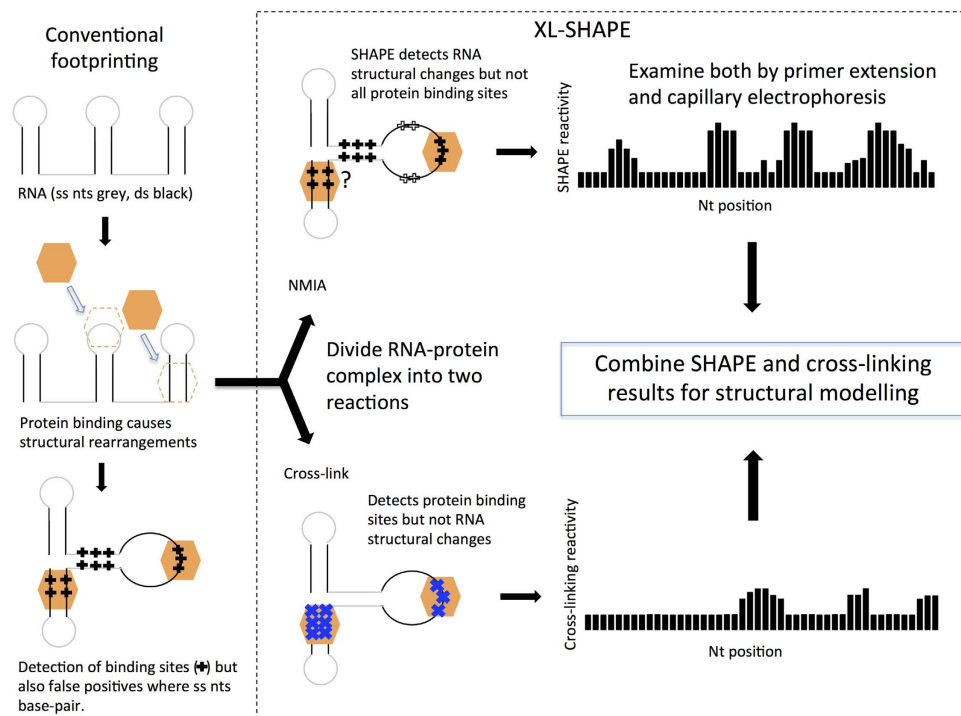 Conventional
footprinting
RNA (ss nts grey, ds black)
Protein binding causes
structural rearrangements
Detection of binding sites (✚) but
also false positives where ss nts
base-pair.
XL-SHAPE
SHAPE detects RNA
structural changes but not
all protein binding sites
?
NMIA
Divide RNA-protein
complex into two
reactions
Cross-link
Detects protein binding
sites but not RNA
structural changes
Examine both by primer extension
and capillary electrophoresis
SHAPE reactivity
Nt position
Combine SHAPE and cross-linking
results for structural modelling
Cross-linking reactivity
Nt position